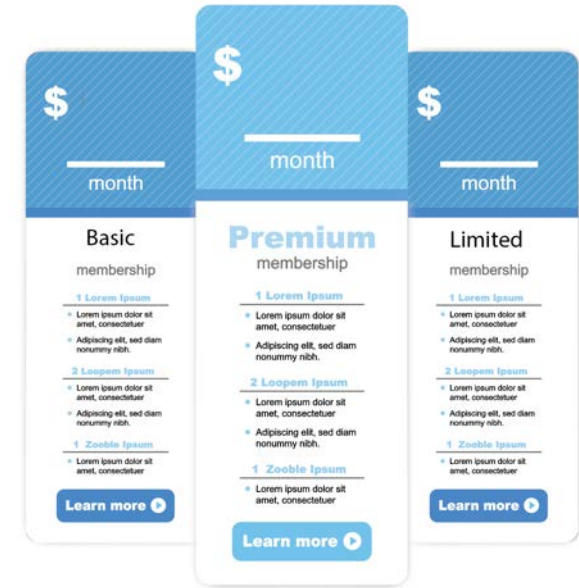 $
month
Basic
membership
1 Lorem Ipsum
Lorem ipsum dolor sit
amet, consectetuer
Adipiscing elit, sed diam
nonummy nibh.
2 Loopem Ipsum
Lorem ipsum dolor sit
amet, consectetuer
Adipiscing elit, sed diam
nonummy nibh.
1 Zooble Ipsum
Lorem ipsum dolor sit
amet, consectetuer
Learn more
$
month
Premium
membership
1 Lorem Ipsum
Lorem ipsum dolor sit
amet, consectetuer
Adipiscing elit, sed diam
nonummy nibh.
2 Loopem Ipsum
Lorem ipsum dolor sit
amet, consectetuer
Adipiscing elit, sed diam
nonummy nibh.
1 Zooble Ipsum
Lorem ipsum dolor sit
amet, consectetuer
Learn more
$
month
Limited
membership
1 Lorem Ipsum
Lorem ipsum dolor sit
amet, consectetuer
Adipiscing elit, sed diam
nonummy nibh.
2 Loopem Ipsum
Lorem ipsum dolor sit
amet, consectetuer
Adipiscing elit, sed diam
nonummy nibh.
1 Zooble Ipsum
Lorem ipsum dolor sit
amet, consectetuer
Learn more